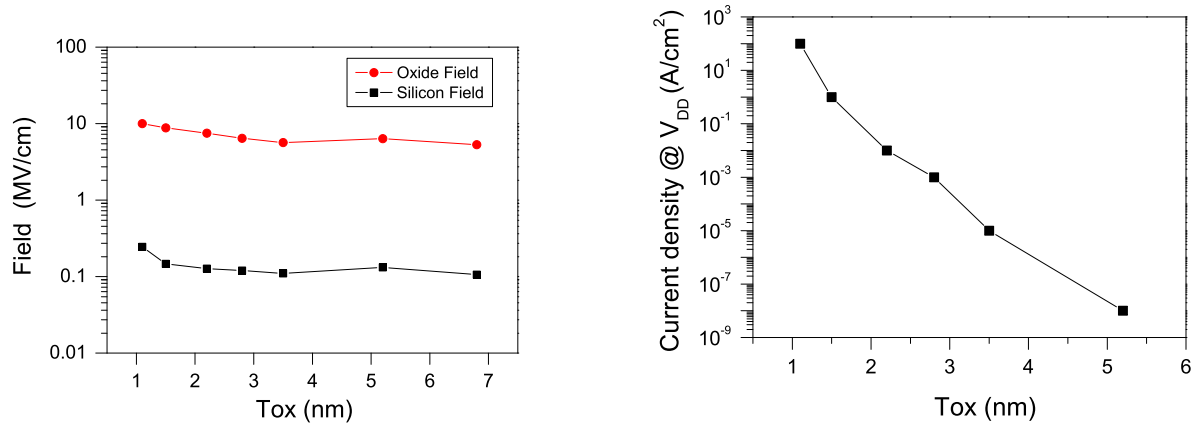 100
10
1
0.1
0.01
Field (MV/cm)
Oxide Field
Silicon Field
1 2 3 4 5 6 7
Tox (nm)
10^3
10^1
10^-1
10^-3
10^-5
10^-7
10^-9
Current density @ V_DD (A/cm^2)
1 2 3 4 5 6
Tox (nm)